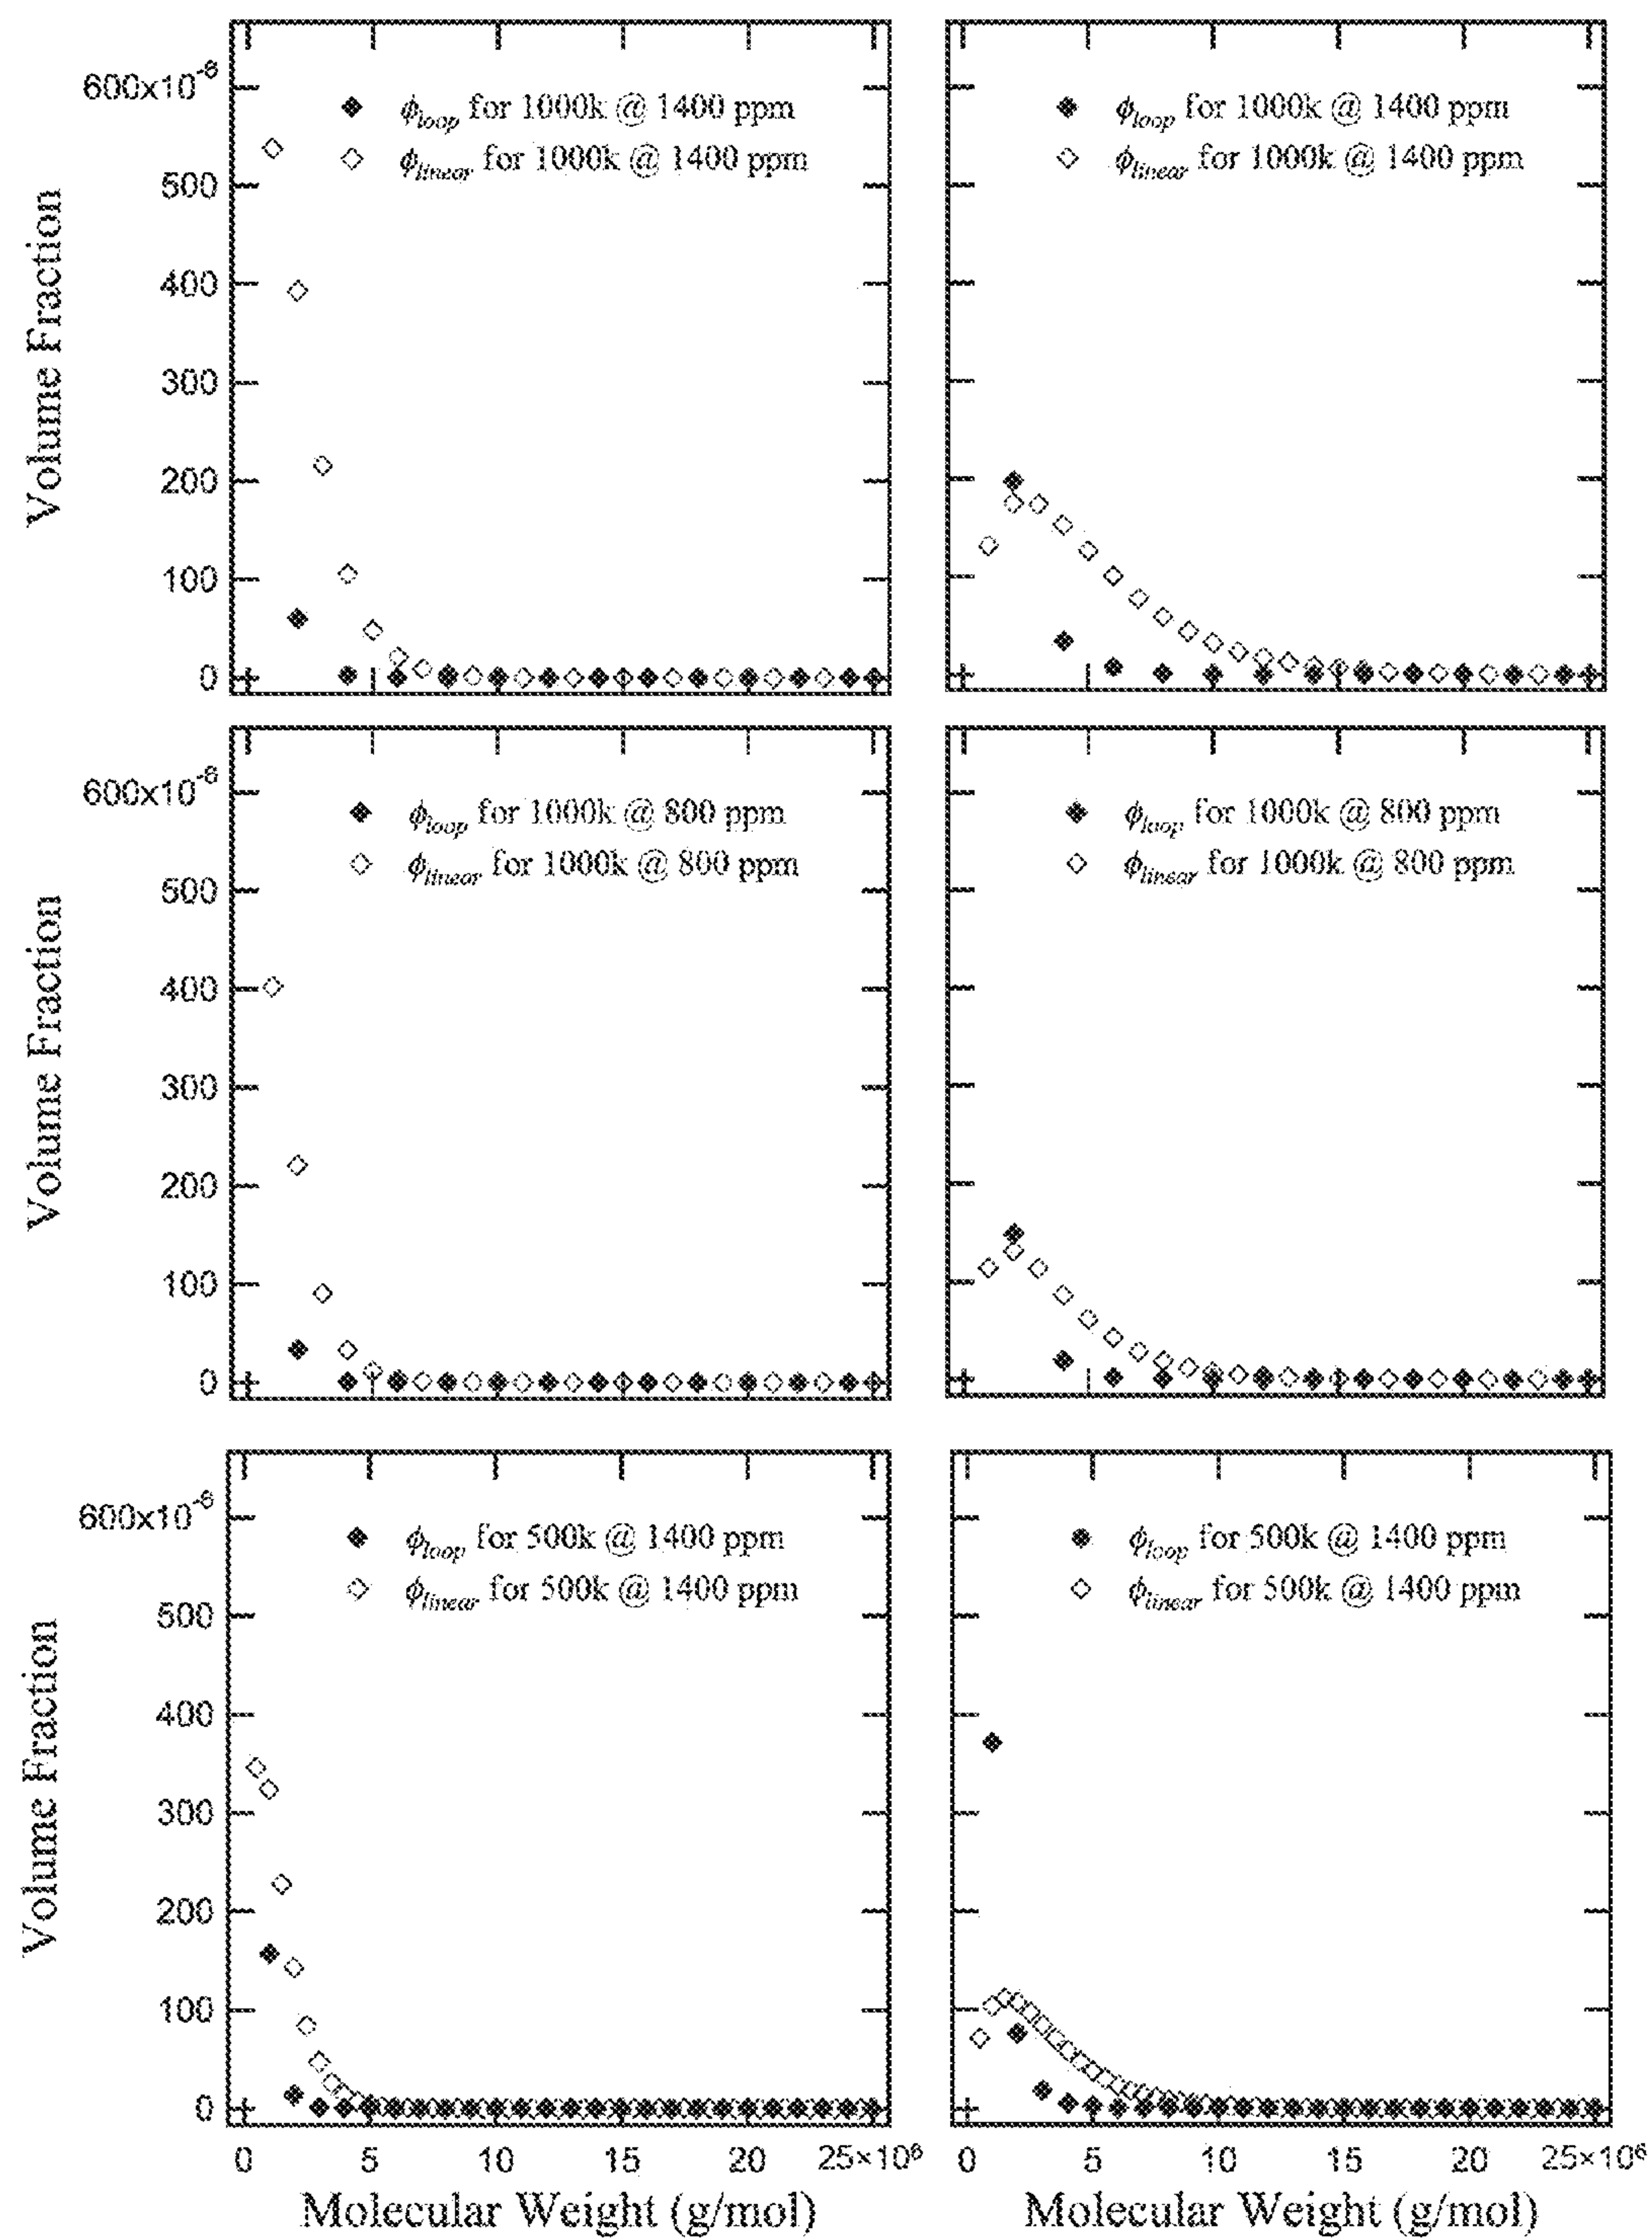 600x10⁻⁶
500
400
300
200
100
0
Volume Fraction
ϕloop for 1000k @ 1400 ppm
ϕlinear for 1000k @ 1400 ppm
ϕloop for 1000k @ 1400 ppm
ϕlinear for 1000k @ 1400 ppm
600x10⁻⁶
500
400
300
200
100
0
Volume Fraction
ϕloop for 1000k @ 800 ppm
ϕlinear for 1000k @ 800 ppm
ϕloop for 1000k @ 800 ppm
ϕlinear for 1000k @ 800 ppm
600x10⁻⁶
500
400
300
200
100
0
Volume Fraction
ϕloop for 500k @ 1400 ppm
ϕlinear for 500k @ 1400 ppm
ϕloop for 500k @ 1400 ppm
ϕlinear for 500k @ 1400 ppm
0 5 10 15 20 25×10⁶
0 5 10 15 20 25×10⁶
Molecular Weight (g/mol)
Molecular Weight (g/mol)